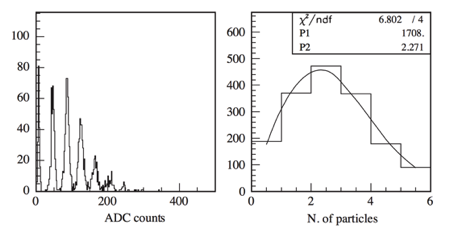 χ²/ndf 6.802 / 4
P1 1708.
P2 2.271
100
80
60
40
20
0
0 200 400
ADC counts
600
500
400
300
200
100
0
0 2 4 6
N. of particles